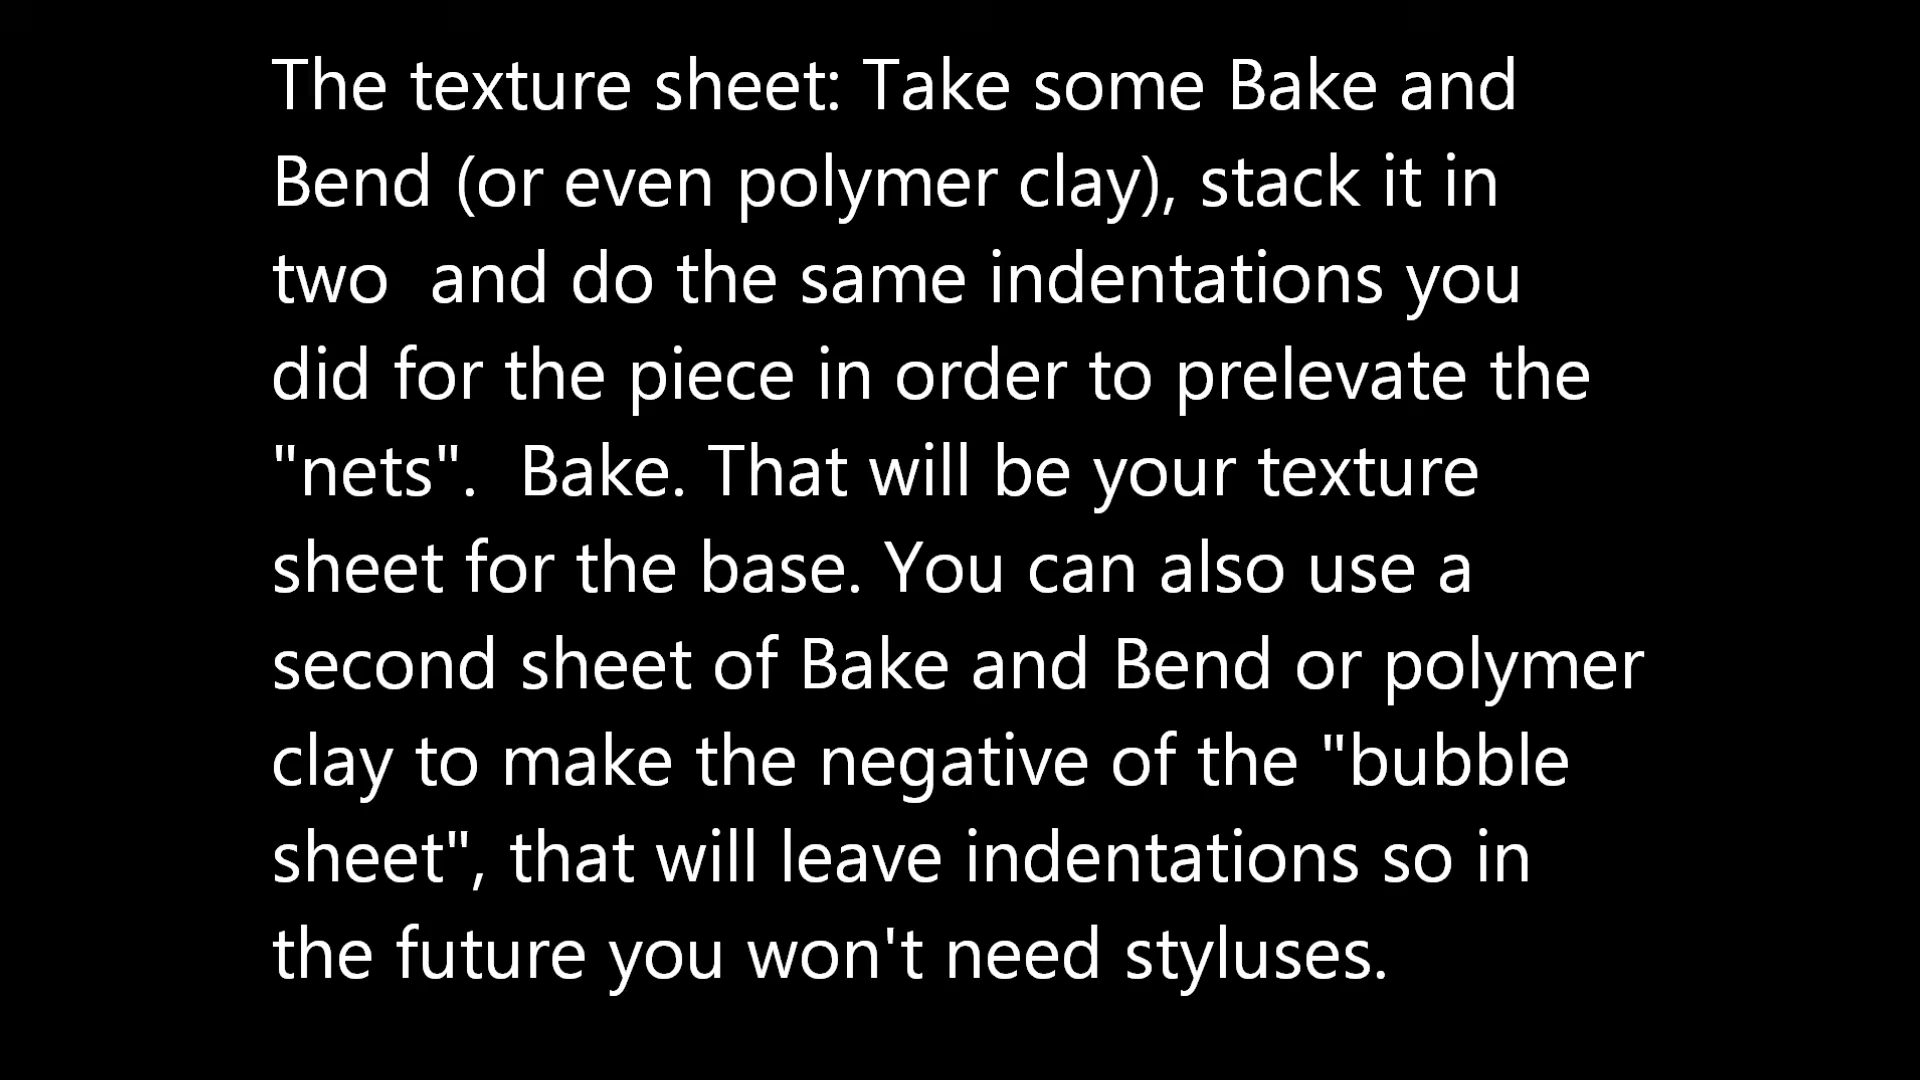 The texture sheet: Take some Bake and
Bend (or even polymer clay), stack it in
two  and do the same indentations you
did for the piece in order to prelevate the
"nets".  Bake. That will be your texture
sheet for the base. You can also use a
second sheet of Bake and Bend or polymer
clay to make the negative of the "bubble
sheet", that will leave indentations so in
the future you won't need styluses.